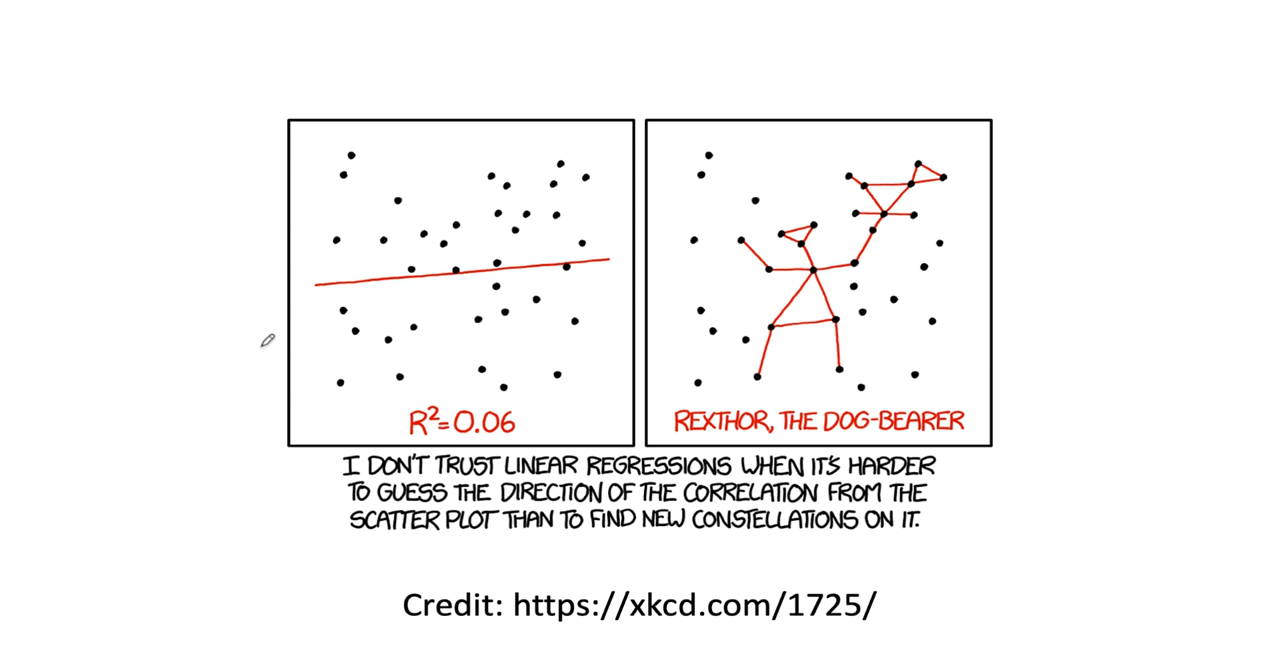 R²=0.06
REXTHOR, THE DOG-BEARER
I DON'T TRUST LINEAR REGRESSIONS WHEN IT'S HARDER
TO GUESS THE DIRECTION OF THE CORRELATION FROM THE
SCATTER PLOT THAN TO FIND NEW CONSTELLATIONS ON IT.
Credit: https://xkcd.com/1725/